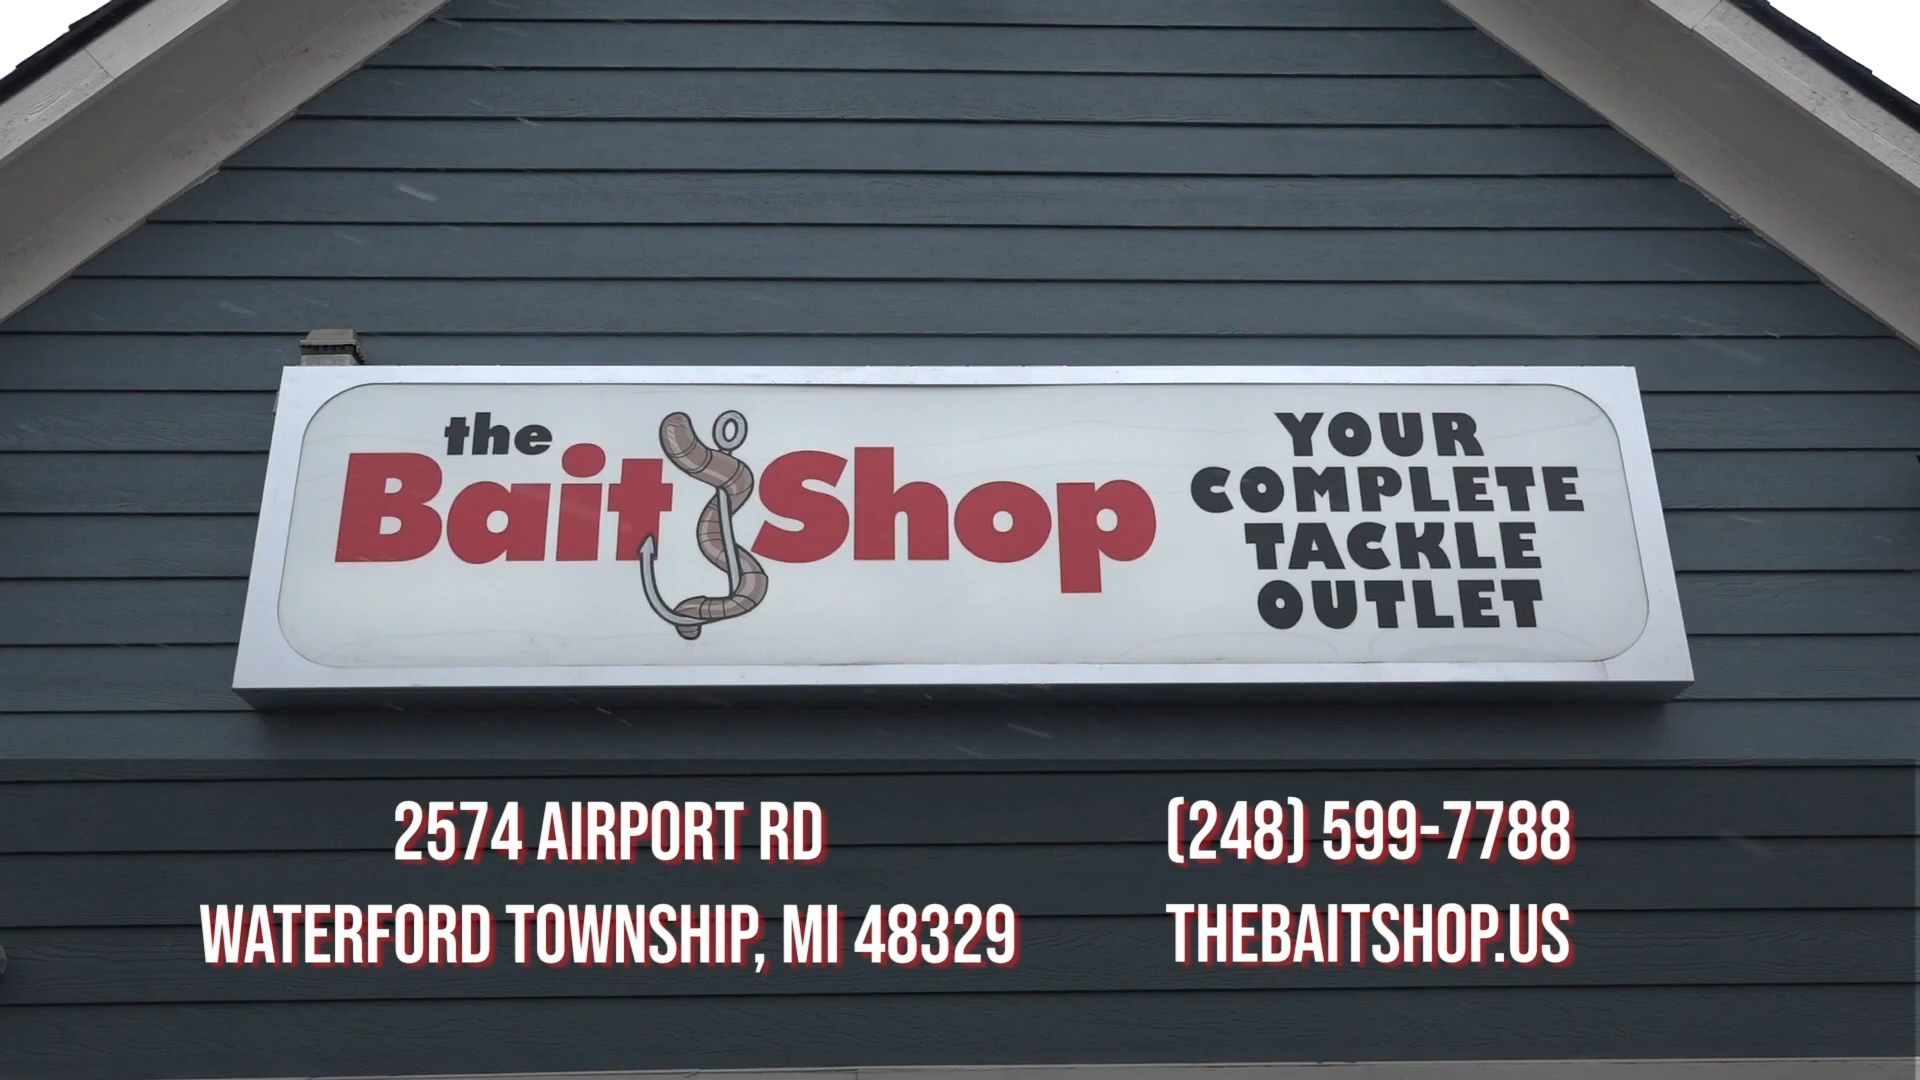 the
Bait Shop
YOUR
COMPLETE
TACKLE
OUTLET
2574 AIRPORT RD
WATERFORD TOWNSHIP, MI 48329
(248) 599-7788
THEBAITSHOP.US